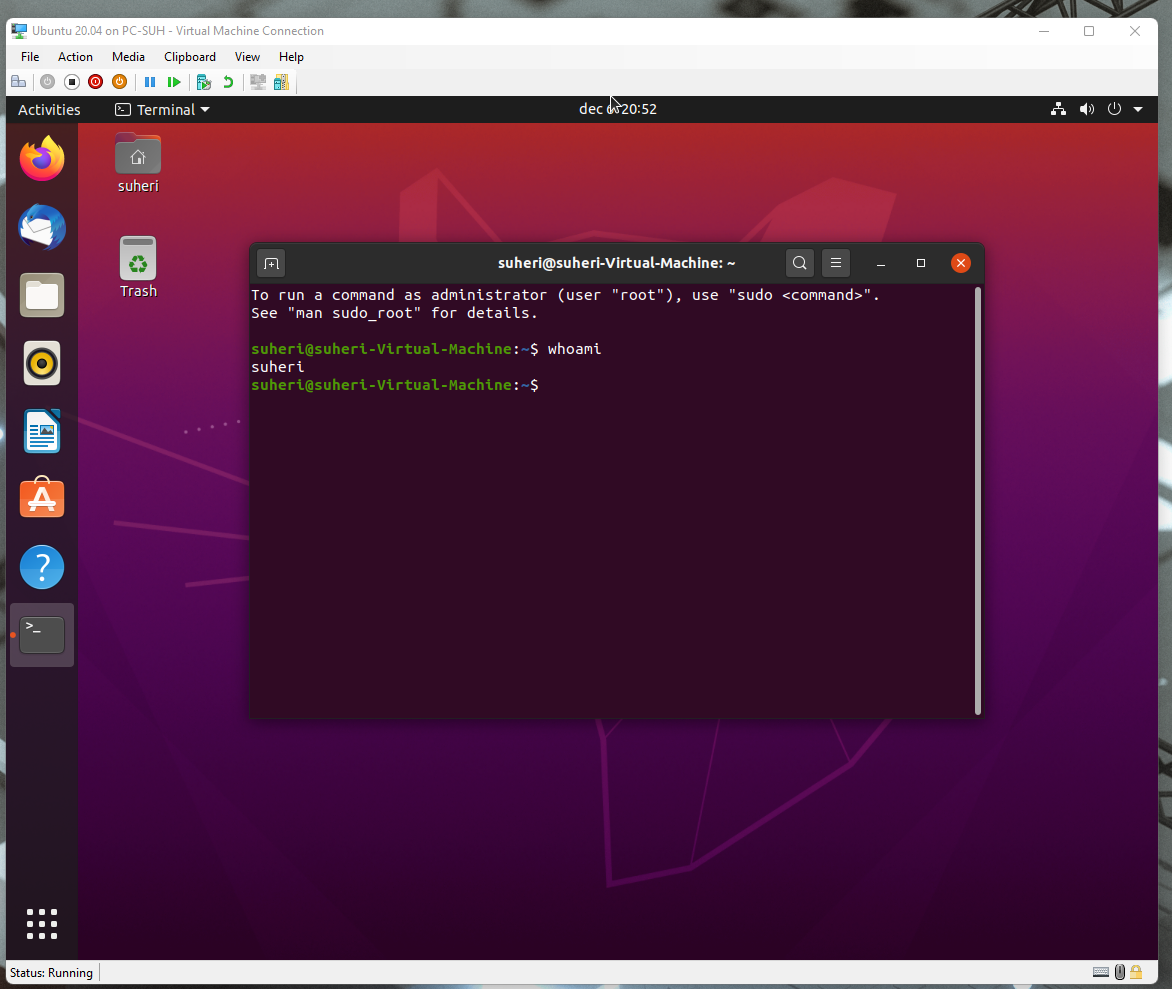 Ubuntu 20.04 on PC-SUH - Virtual Machine Connection
File Action Media Clipboard View Help
Activities Terminal dec 20:52
suheri
Trash
suheri@suheri-Virtual-Machine: ~
To run a command as administrator (user "root"), use "sudo <command>".
See "man sudo_root" for details.
suheri@suheri-Virtual-Machine:~$ whoami
suheri
suheri@suheri-Virtual-Machine:~$
Status: Running